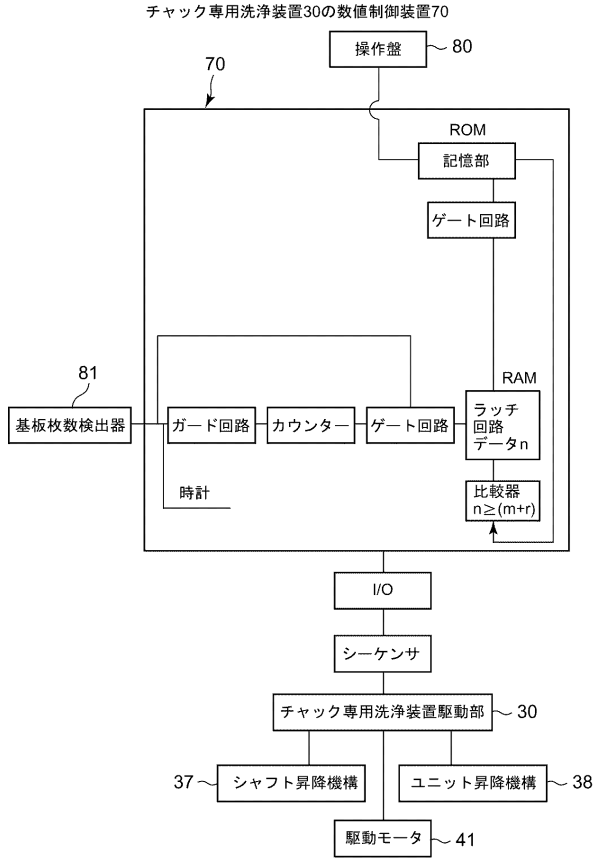 チャック専用洗浄装置30の数値制御装置70
操作盤
80
70
ROM
記憶部
ゲート回路
RAM
81
基板枚数検出器
ガード回路
カウンター
ゲート回路
ラッチ
回路
データn
時計
比較器
n≥(m+r)
I/O
シーケンサ
チャック専用洗浄装置駆動部
30
37
シャフト昇降機構
ユニット昇降機構
38
駆動モータ
41